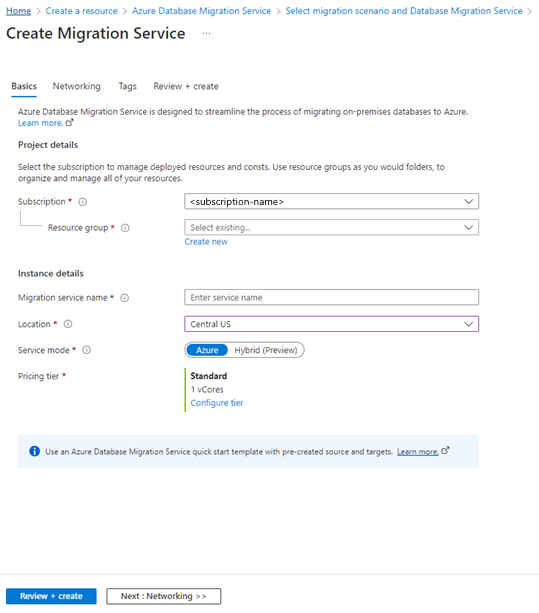 Home > Create a resource > Azure Database Migration Service > Select migration scenario and Database Migration Service >
Create Migration Service ...
Basics Networking Tags Review + create
Azure Database Migration Service is designed to streamline the process of migrating on-premises databases to Azure.
Learn more.
Project details
Select the subscription to manage deployed resources and consts. Use resource groups as you would folders, to
organize and manage all of your resources.
Subscription * <subscription-name>
Resource group * Select existing...
Create new
Instance details
Migration service name * Enter service name
Location * Central US
Service mode * Azure Hybrid (Preview)
Pricing tier * Standard
1 vCores
Configure tier
Use an Azure Database Migration Service quick start template with pre-created source and targets. Learn more.
Review + create Next : Networking >>